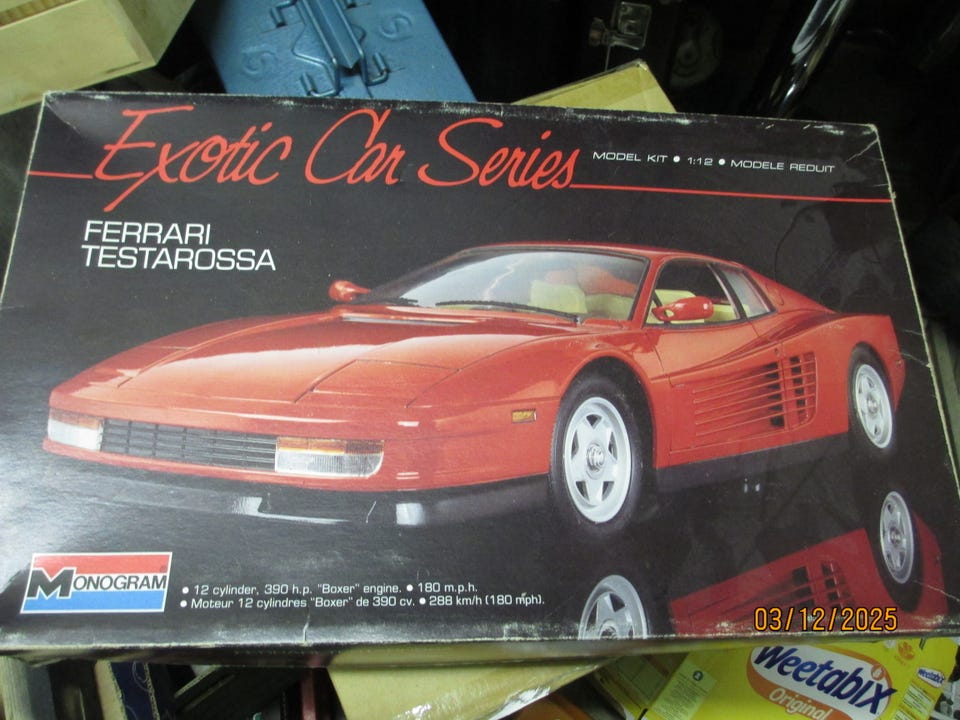 Exotic Car Series
MODEL KIT • 1:12 • MODELE REDUIT
FERRARI
TESTAROSSA
MONOGRAM
• 12 cylinder, 390 h.p. "Boxer" engine. • 180 m.p.h.
• Moteur 12 cylindres "Boxer" de 390 cv. • 288 km/h (180 mph).
03/12/2025
Weetabix
Original
weetabix